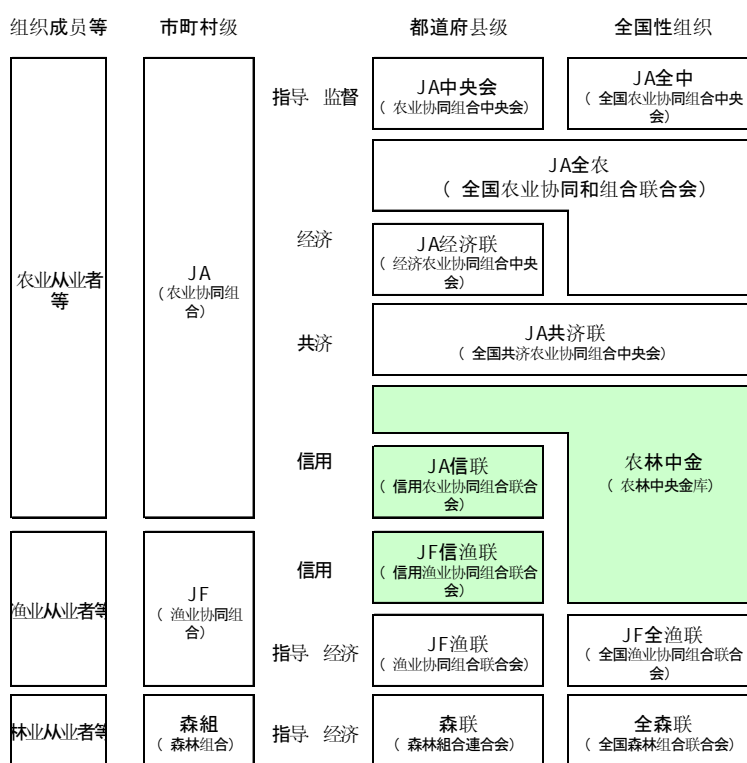 组织成员等 市町村级 都道府县级 全国性组织
指导 监督
JA中央会
（ 农业协同组合中央会）
JA全中
（ 全国农业协同组合中央
会）
JA全农
（ 全国农业协同和组合联合会）
农业从业者
等
JA
（农业协同组
合）
经济
JA经济联
（ 经济农业协同组合中央
会）
共济
JA共济联
（ 全国共济农业协同组合中央会）
信用
JA信联
（ 信用农业协同组合联合
会）
农林中金
（ 农林中央金库）
渔业从业者等
JF
（ 渔业协同组
合）
信用
JF信渔联
（ 信用渔业协同组合联合
会）
指导 经济
JF渔联
（ 渔业协同组合联合会）
JF全渔联
（ 全国渔业协同组合联合
会）
林业从业者等
森組
（ 森林组合）
指导 经济
森联
（ 森林組合連合会）
全森联
（ 全国森林组合联合会）